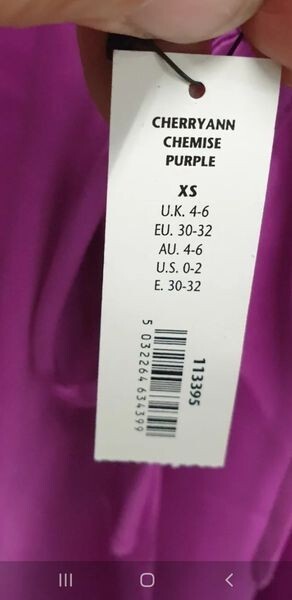 CHERRYANN
CHEMISE
PURPLE
XS
U.K. 4-6
EU. 30-32
AU. 4-6
U.S. 0-2
E. 30-32
113395
5 032264 634399